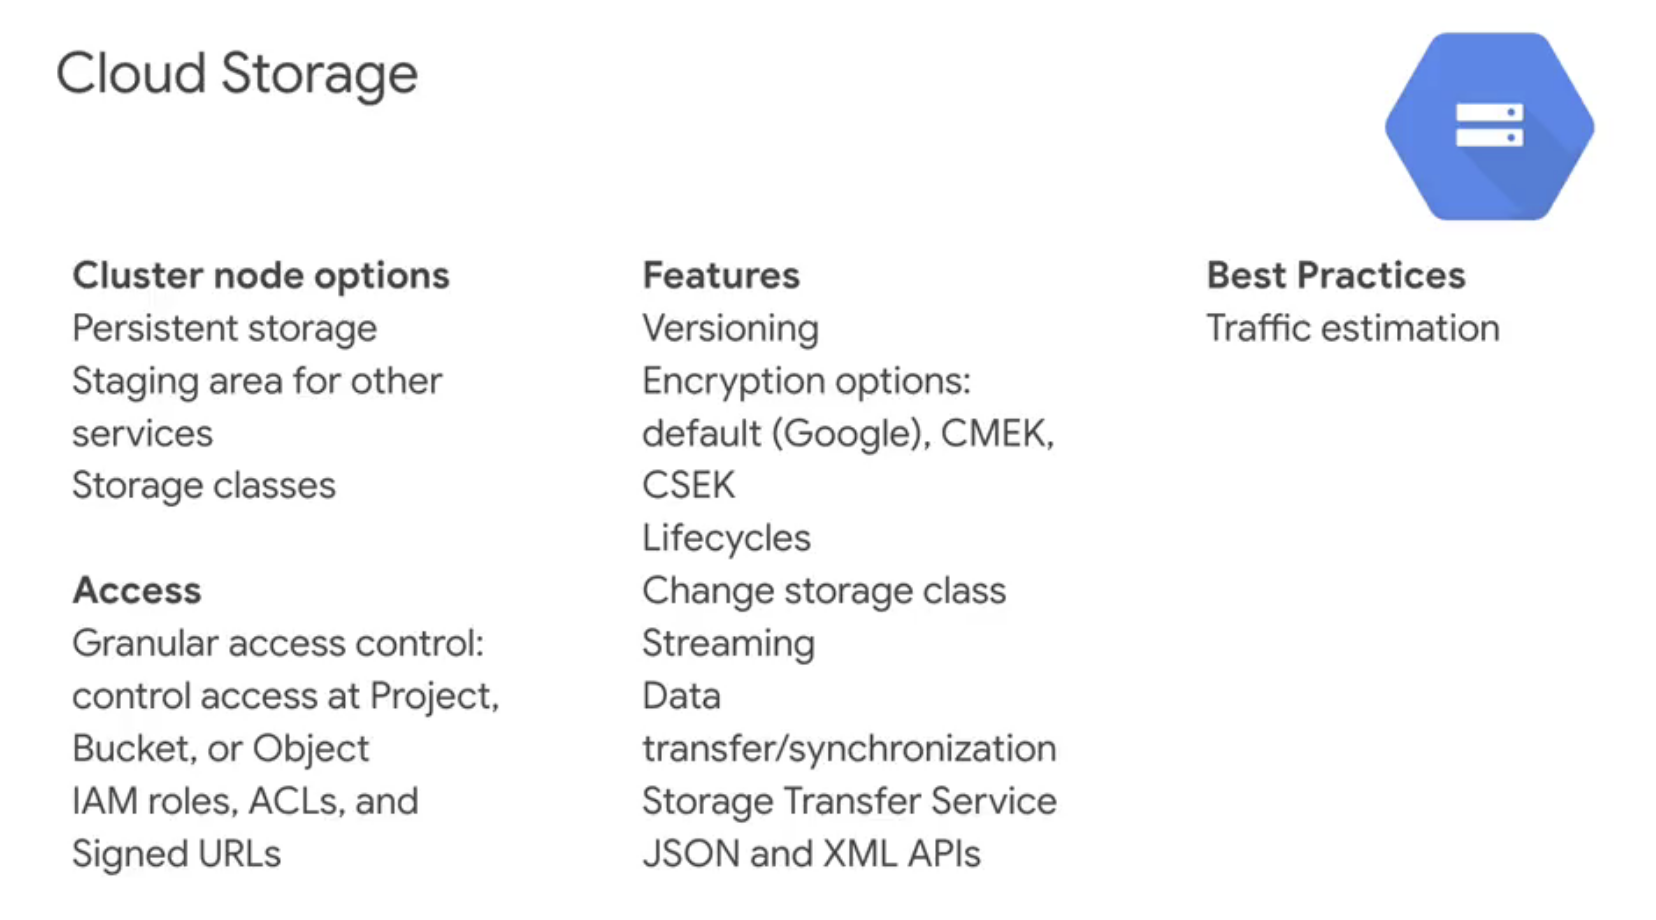 Cloud Storage
Cluster node options
Persistent storage
Staging area for other
services
Storage classes
Access
Granular access control:
control access at Project,
Bucket, or Object
IAM roles, ACLs, and
Signed URLs
Features
Versioning
Encryption options:
default (Google), CMEK,
CSEK
Lifecycles
Change storage class
Streaming
Data
transfer/synchronization
Storage Transfer Service
JSON and XML APIs
Best Practices
Traffic estimation